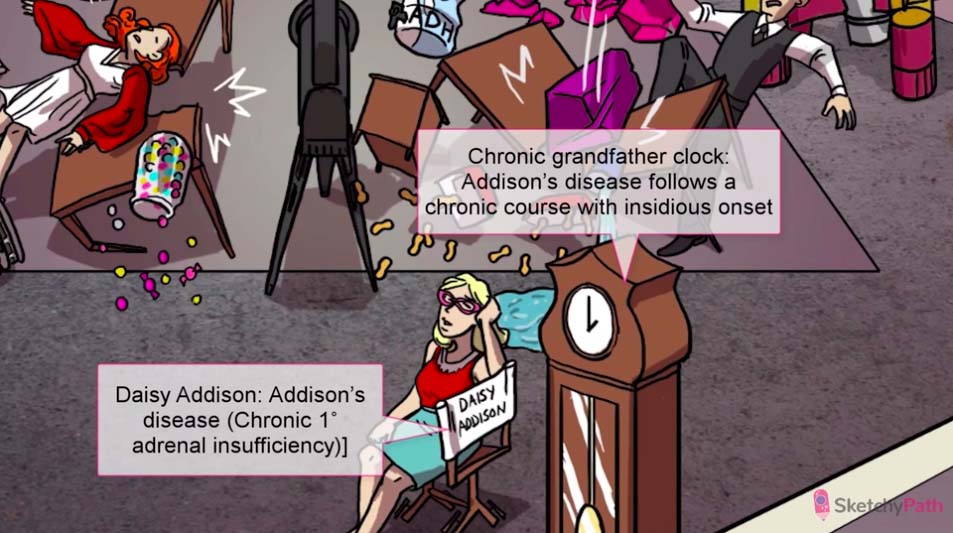 Chronic grandfather clock:
Addison's disease follows a
chronic course with insidious onset
Daisy Addison: Addison's
disease (Chronic 1°
adrenal insufficiency)]
DAISY
ADDISON
SketchyPath